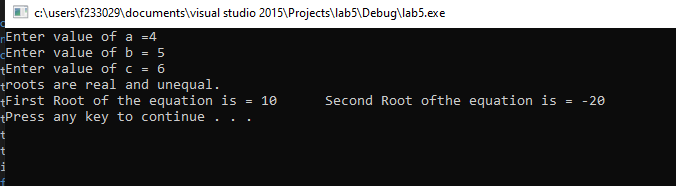 c:\users\f233029\documents\visual studio 2015\Projects\lab5\Debug\lab5.exe
Enter value of a =4
Enter value of b = 5
Enter value of c = 6
roots are real and unequal.
First Root of the equation is = 10      Second Root ofthe equation is = -20
Press any key to continue . . .